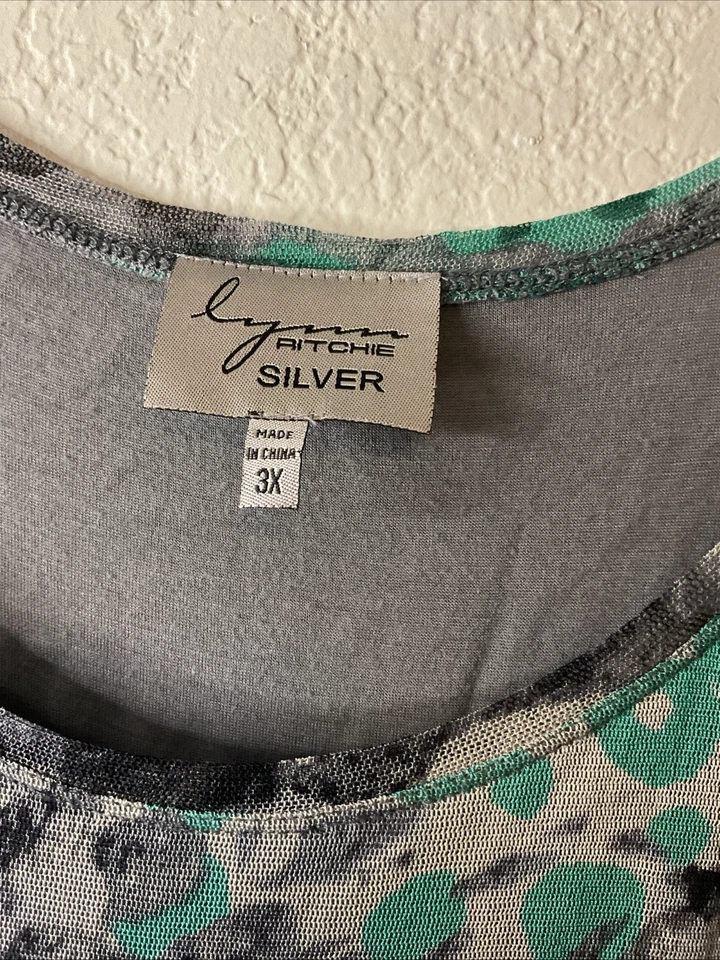 lynn
RITCHIE
SILVER
MADE
IN CHINA
3X